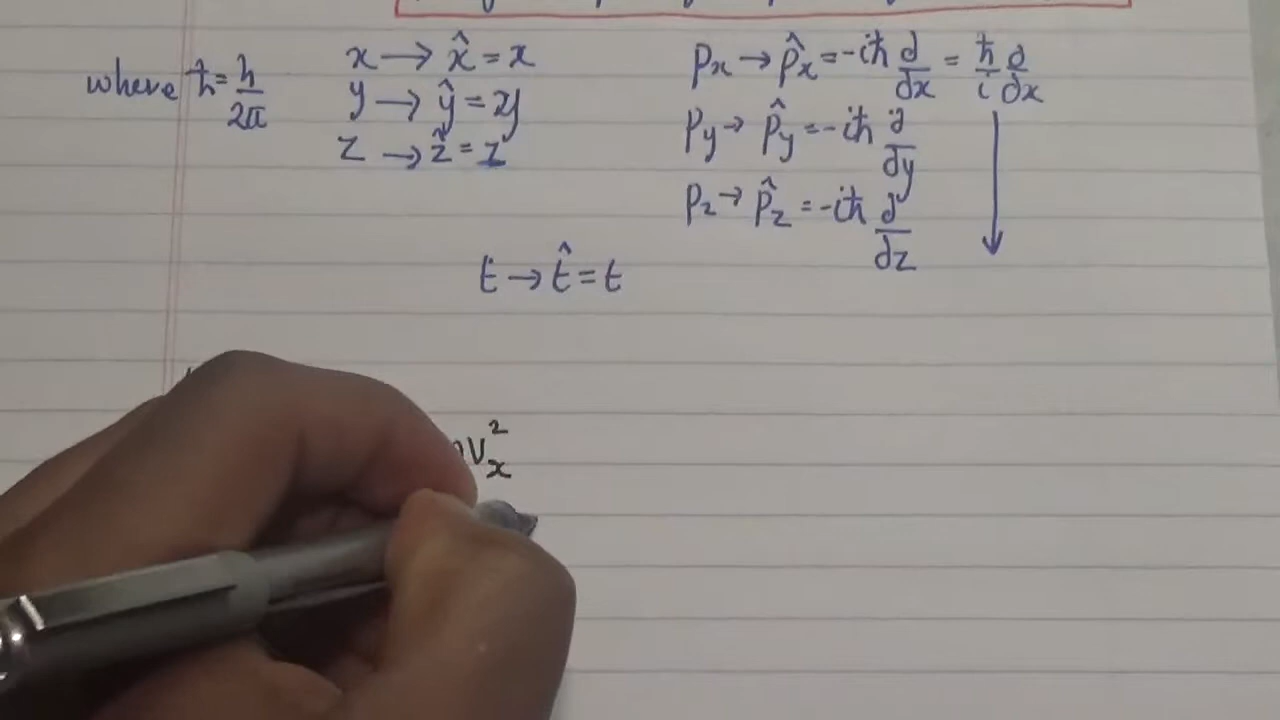 where ħ = h/2π
x → x̂ = x
y → ŷ = y
z → ẑ = z
pₓ → p̂ₓ = -iħ ∂/∂x = ħ/i ∂/∂x
p_y → p̂_y = -iħ ∂/∂y
p_z → p̂_z = -iħ ∂/∂z
t → t̂ = t
vₓ²